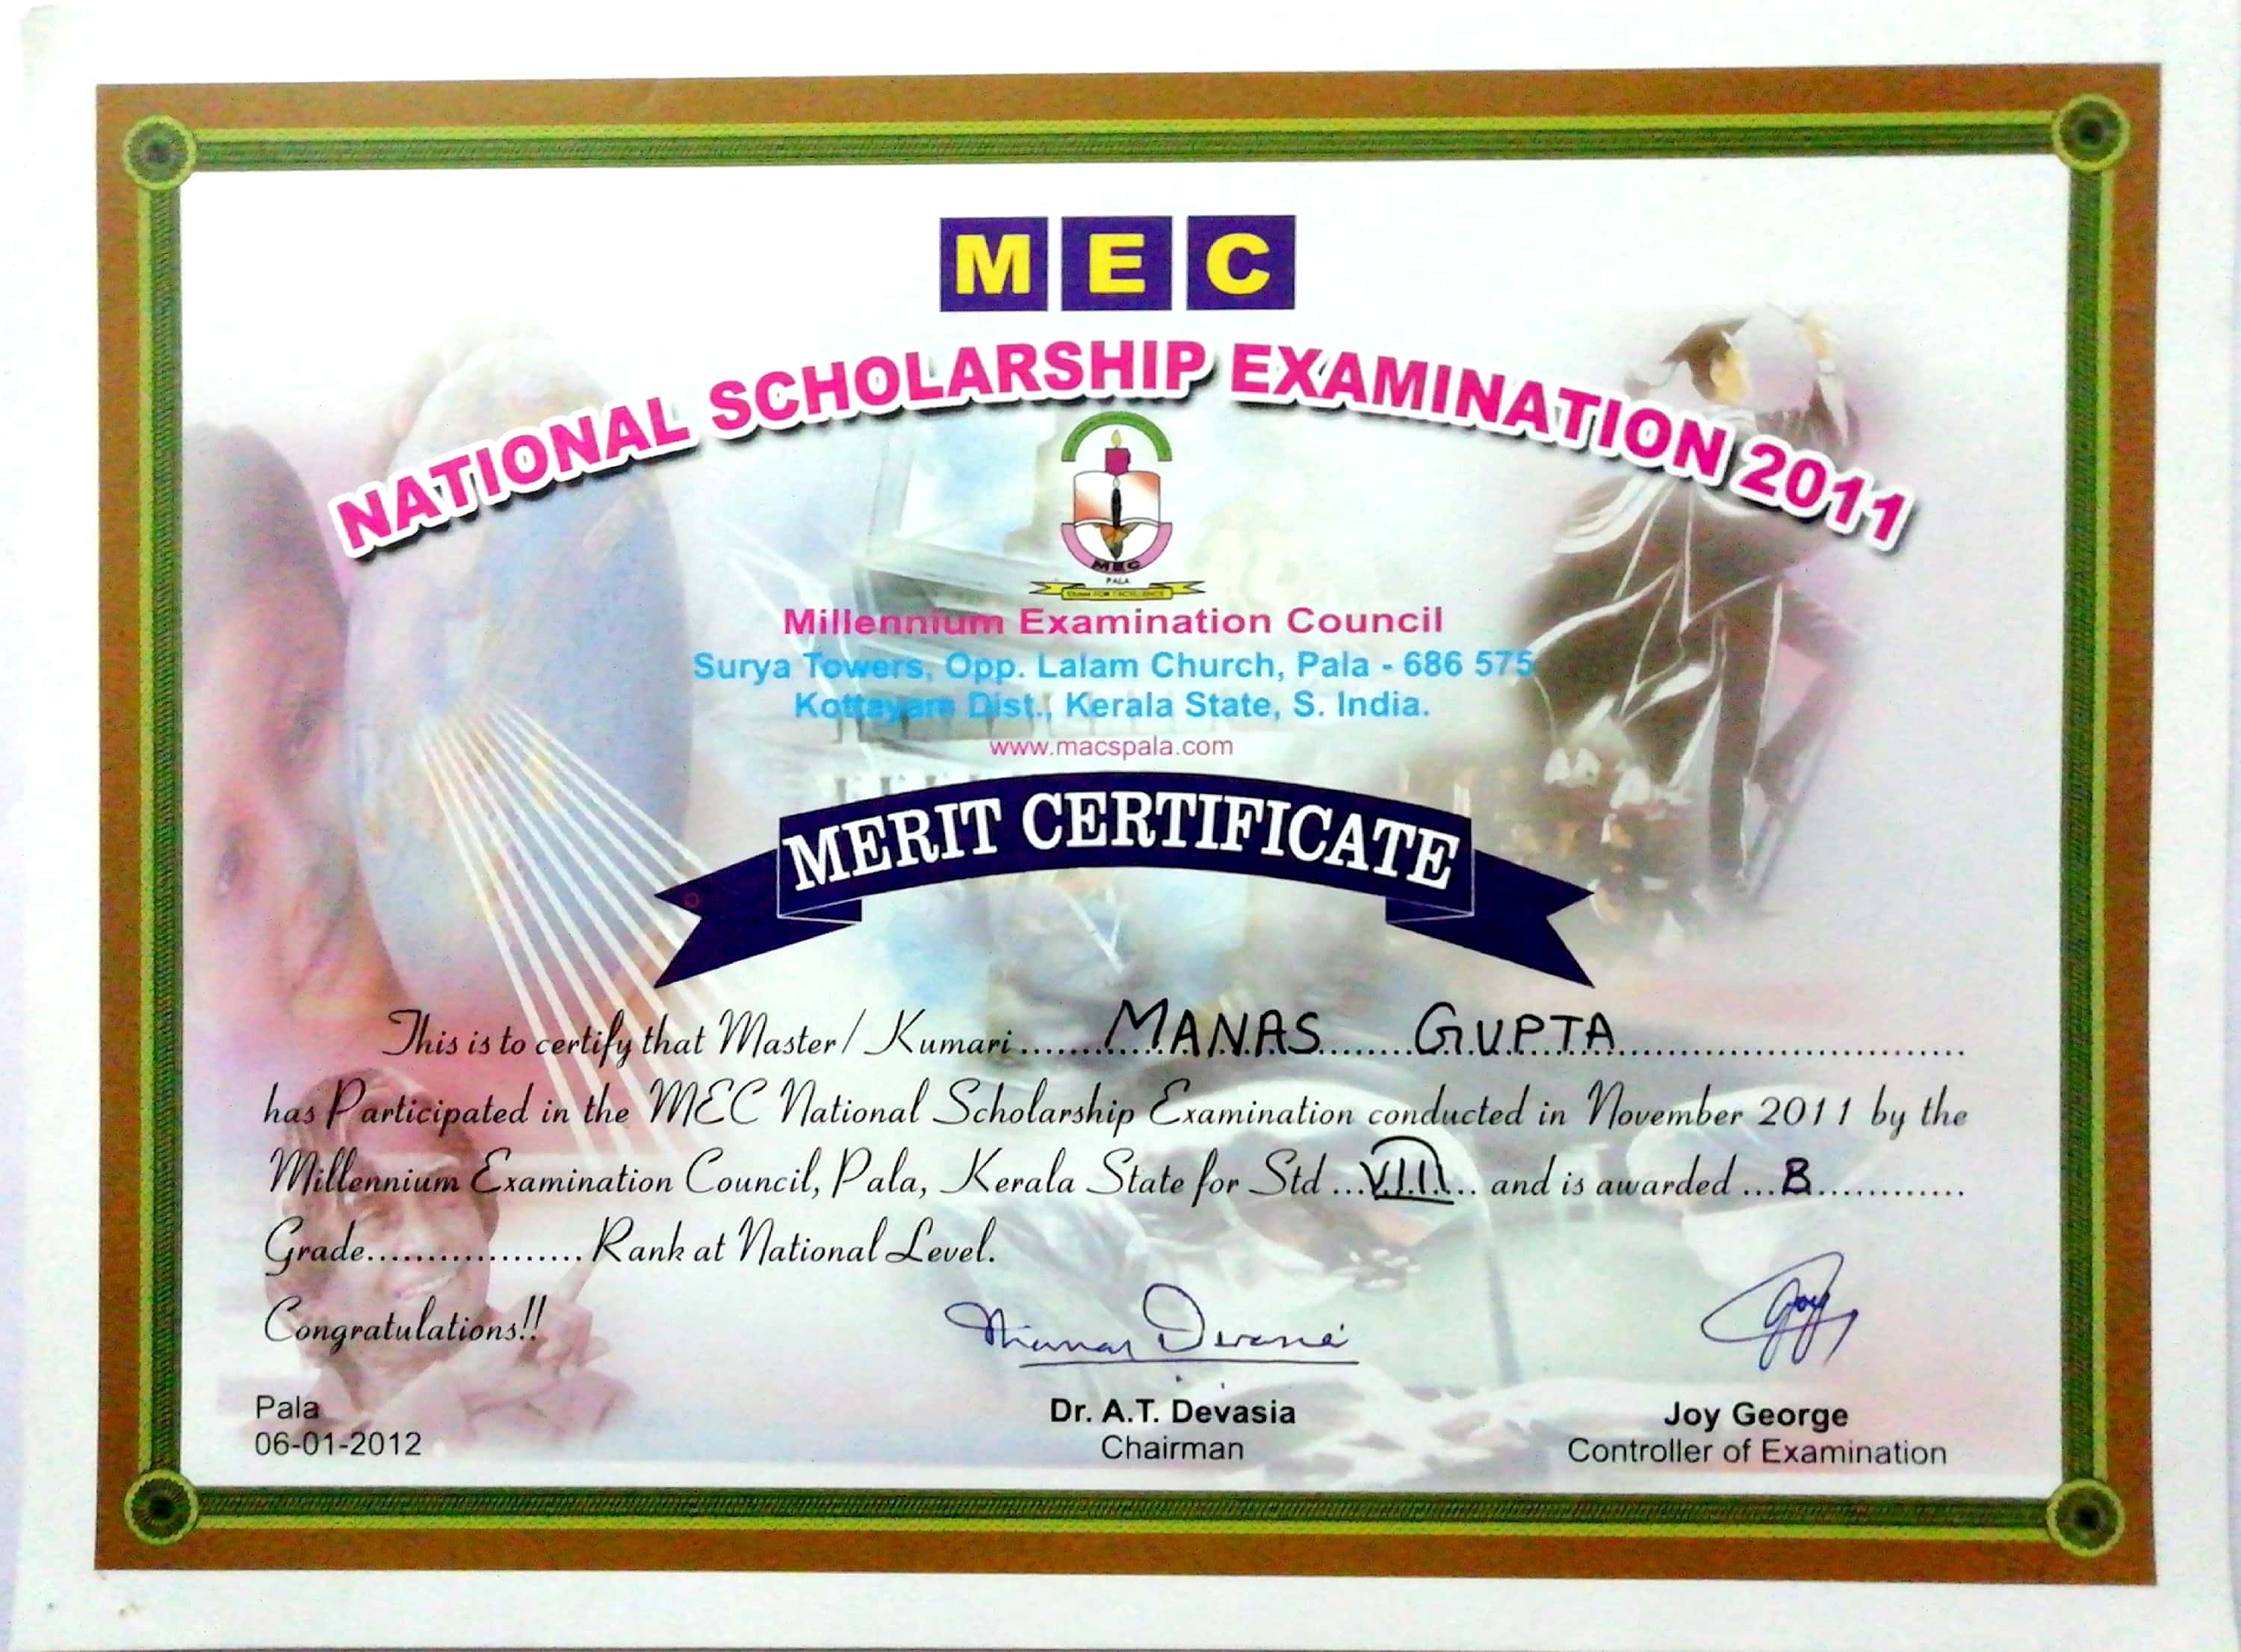 MEC
NATIONAL SCHOLARSHIP EXAMINATION 2011
MEC
PALA
Millennium Examination Council
Surya Towers, Opp. Lalam Church, Pala - 686 575
Kottayam Dist., Kerala State, S. India.
www.macspala.com
MERIT CERTIFICATE
This is to certify that Master/ Kumari ..... MANAS GUPTA .....
has Participated in the MEC National Scholarship Examination conducted in November 2011 by the
Millennium Examination Council, Pala, Kerala State for Std ... VIII ... and is awarded ... B .....
Grade................... Rank at National Level.
Congratulations!!
Pala
06-01-2012
Dr. A.T. Devasia
Chairman
Joy George
Controller of Examination